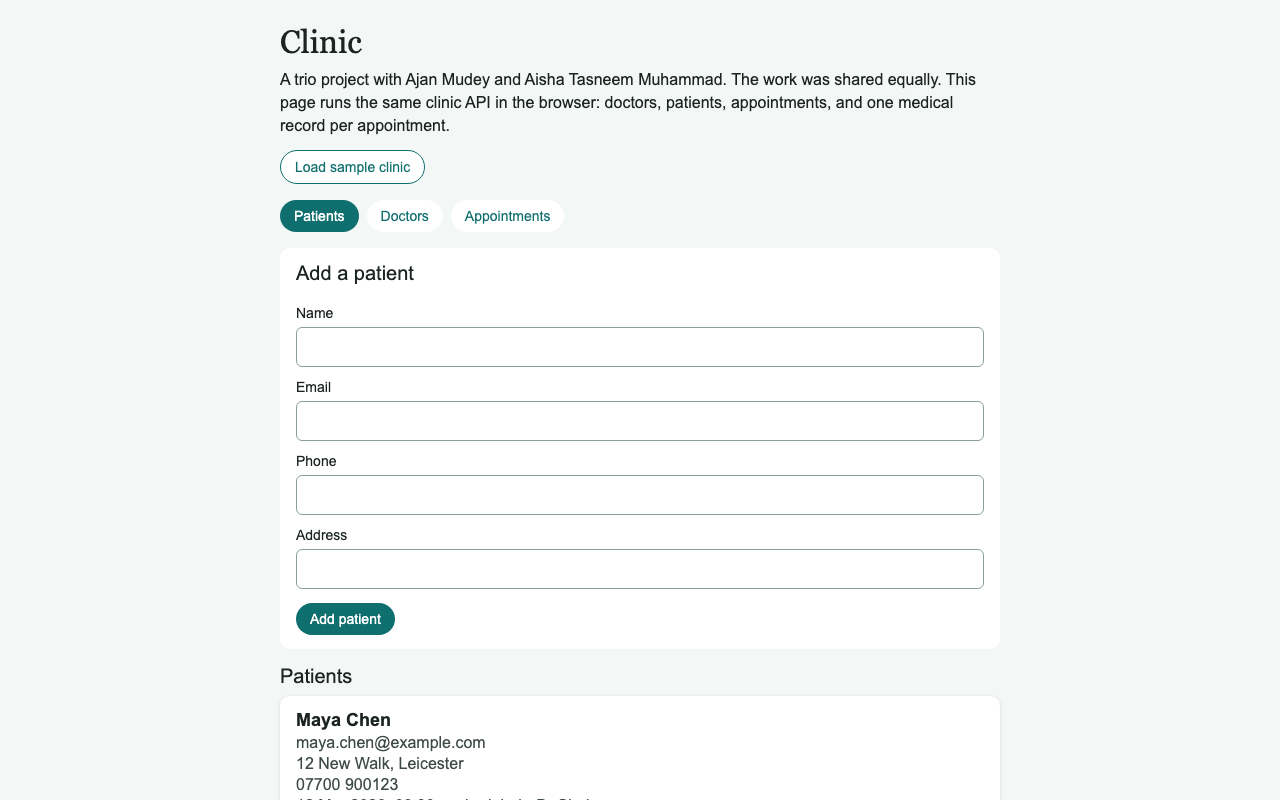 Clinic
A trio project with Ajan Mudey and Aisha Tasneem Muhammad. The work was shared equally. This
page runs the same clinic API in the browser: doctors, patients, appointments, and one medical
record per appointment.
Load sample clinic
Patients
Doctors
Appointments
Add a patient
Name
Email
Phone
Address
Add patient
Patients
Maya Chen
maya.chen@example.com
12 New Walk, Leicester
07700 900123